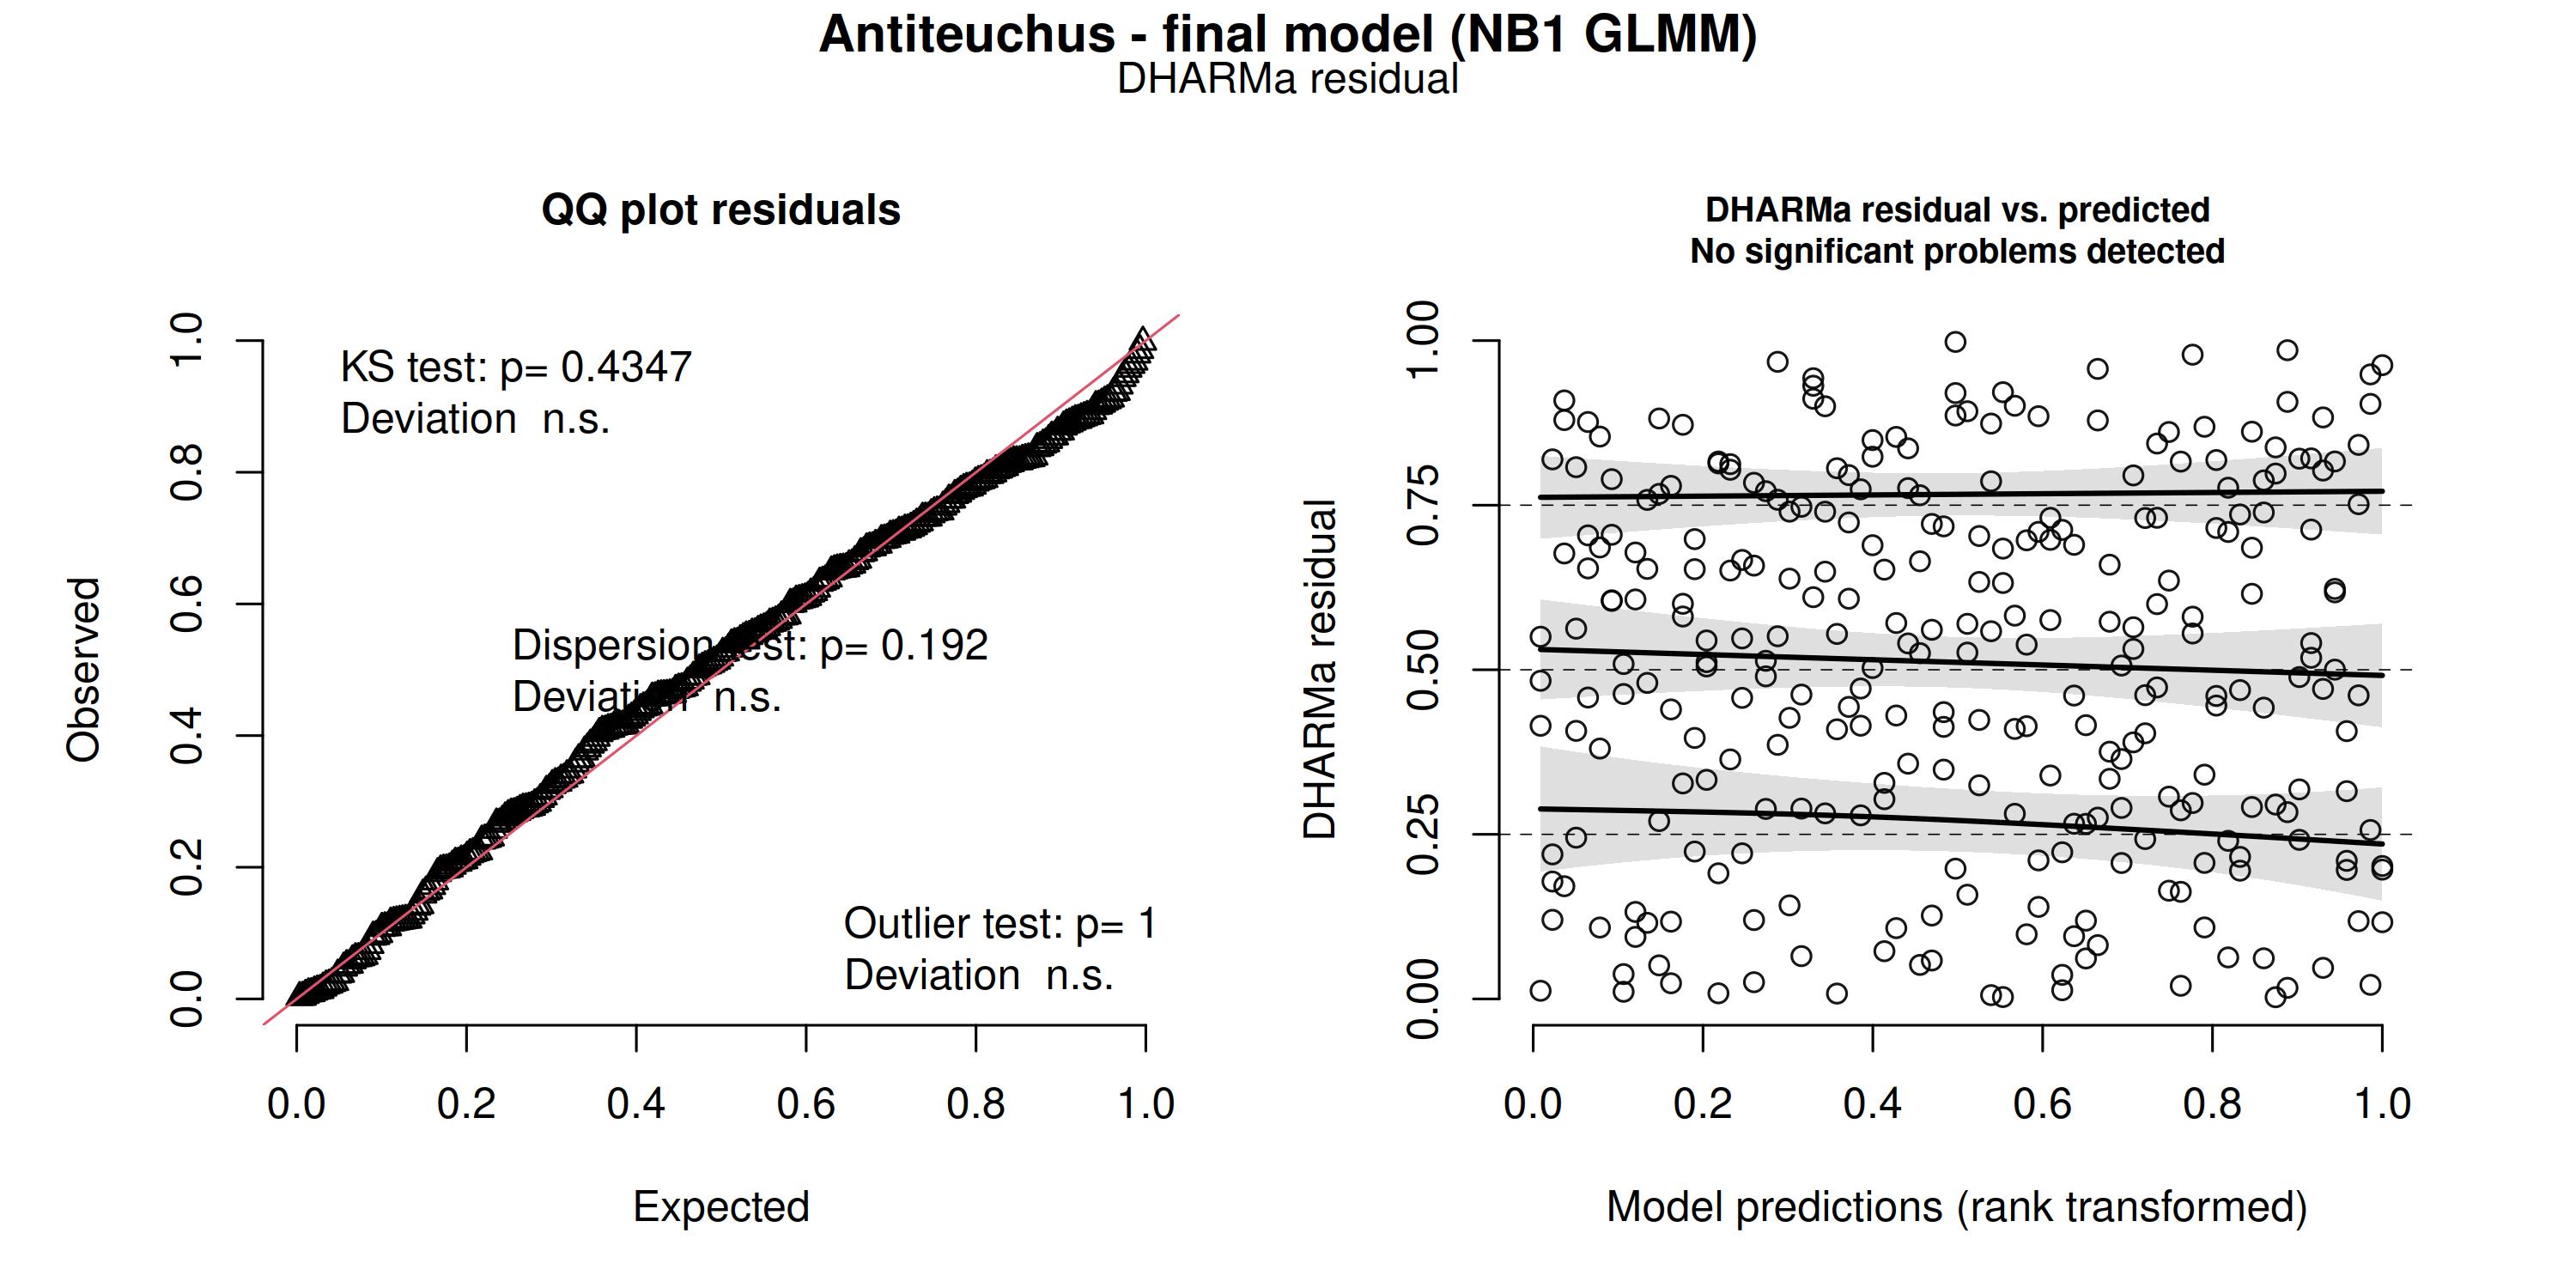 Antiteuchus - final model (NB1 GLMM)
DHARMa residual
QQ plot residuals
KS test: p= 0.4347
Deviation n.s.
Dispersion test: p= 0.192
Deviation n.s.
Outlier test: p= 1
Deviation n.s.
Observed
0.0 0.2 0.4 0.6 0.8 1.0
0.0 0.2 0.4 0.6 0.8 1.0
Expected
DHARMa residual vs. predicted
No significant problems detected
DHARMa residual
0.00 0.25 0.50 0.75 1.00
0.0 0.2 0.4 0.6 0.8 1.0
Model predictions (rank transformed)